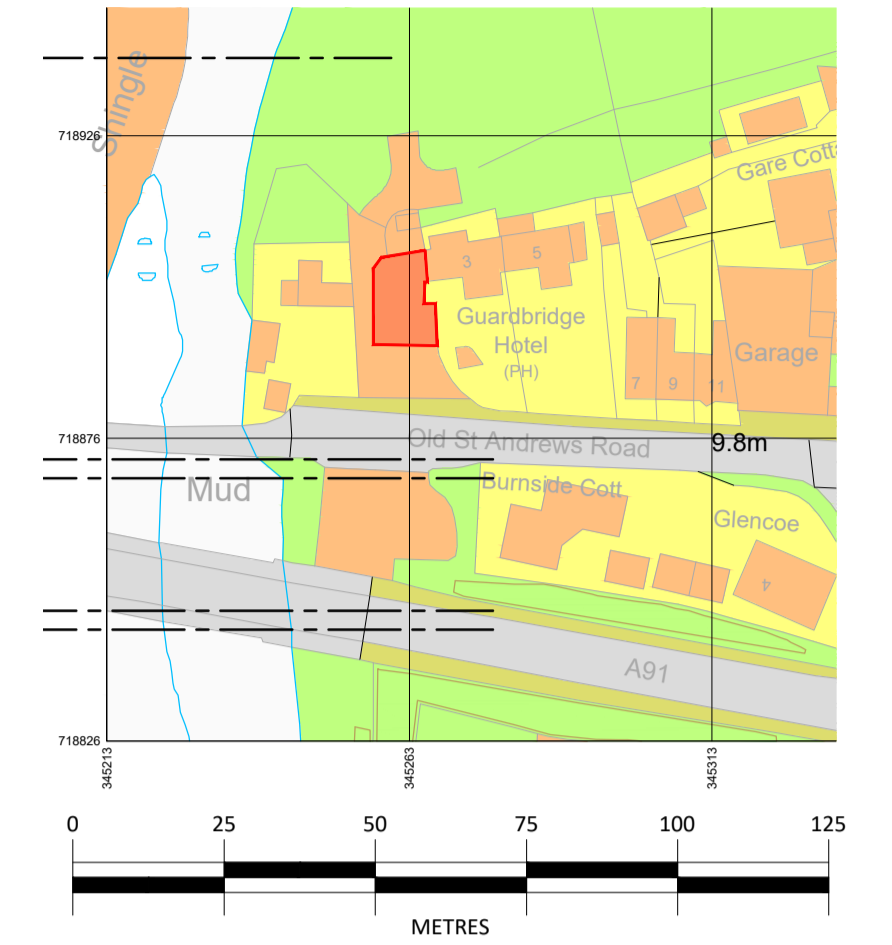 Shingle
718926
Gare Cotta
3
5
Guardbridge
Hotel
(PH)
Garage
7
9
11
718876
Old St Andrews Road
9.8m
Mud
Burnside Cott
Glencoe
4
A91
718826
345213
345263
345313
0
25
50
75
100
125
METRES